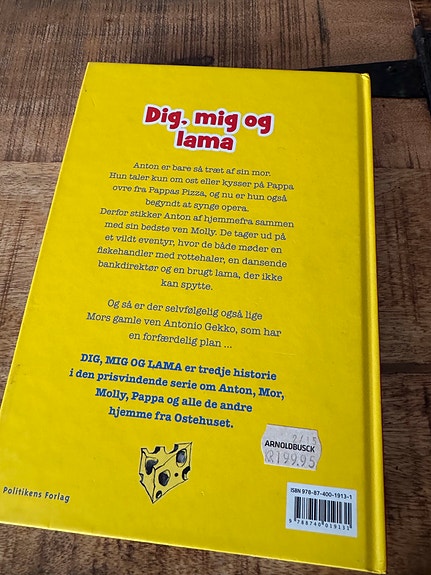 Dig, mig og
lama
Anton er bare så træt af sin mor.
Hun taler kun om ost eller kysser på Pappa
ovre fra Pappas Pizza, og nu er hun også
begyndt at synge opera.
Derfor stikker Anton af hjemmefra sammen
med sin bedste ven Molly. De tager ud på
et vildt eventyr, hvor de både møder en
fiskehandler med rottehaler, en dansende
bankdirektør og en brugt lama, der ikke
kan spytte.
Og så er der selvfølgelig også lige
Mors gamle ven Antonio Gekko, som har
en forfærdelig plan ...
DIG, MIG OG LAMA er tredje historie
i den prisvindende serie om Anton, Mor,
Molly, Pappa og alle de andre
hjemme fra Ostehuset.
ARNOLDBUSCK
199.95
Politikens Forlag
ISBN 978-87-400-1913-1
9 788740 019131